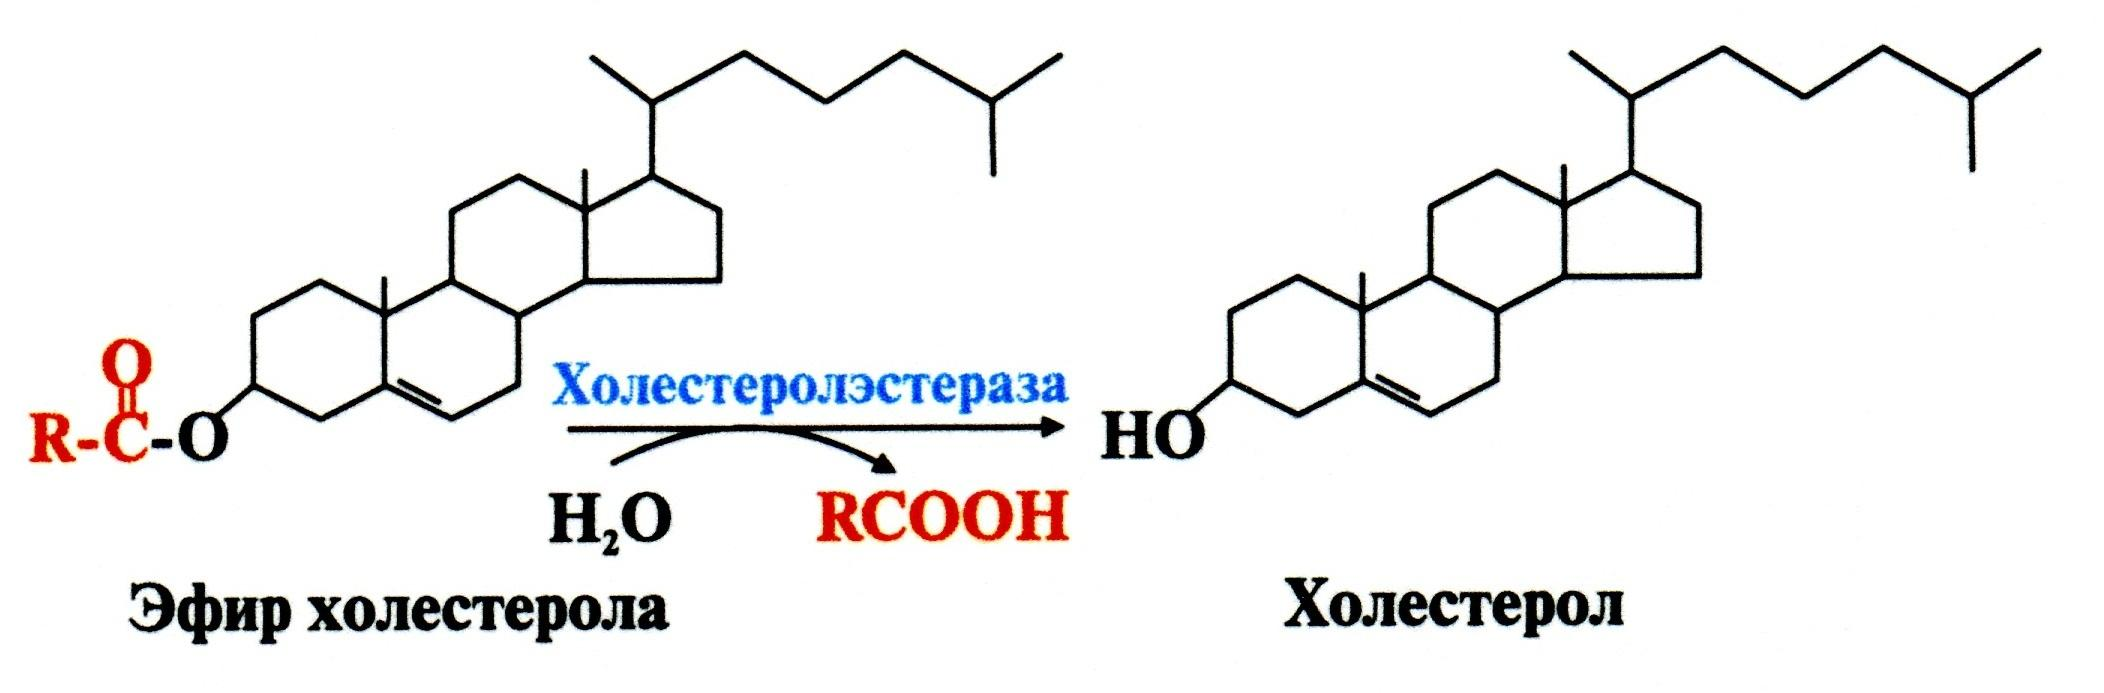 O
R-C-O
Холестеролэстераза
H₂O
RCOOH
HO
Эфир холестерола
Холестерол